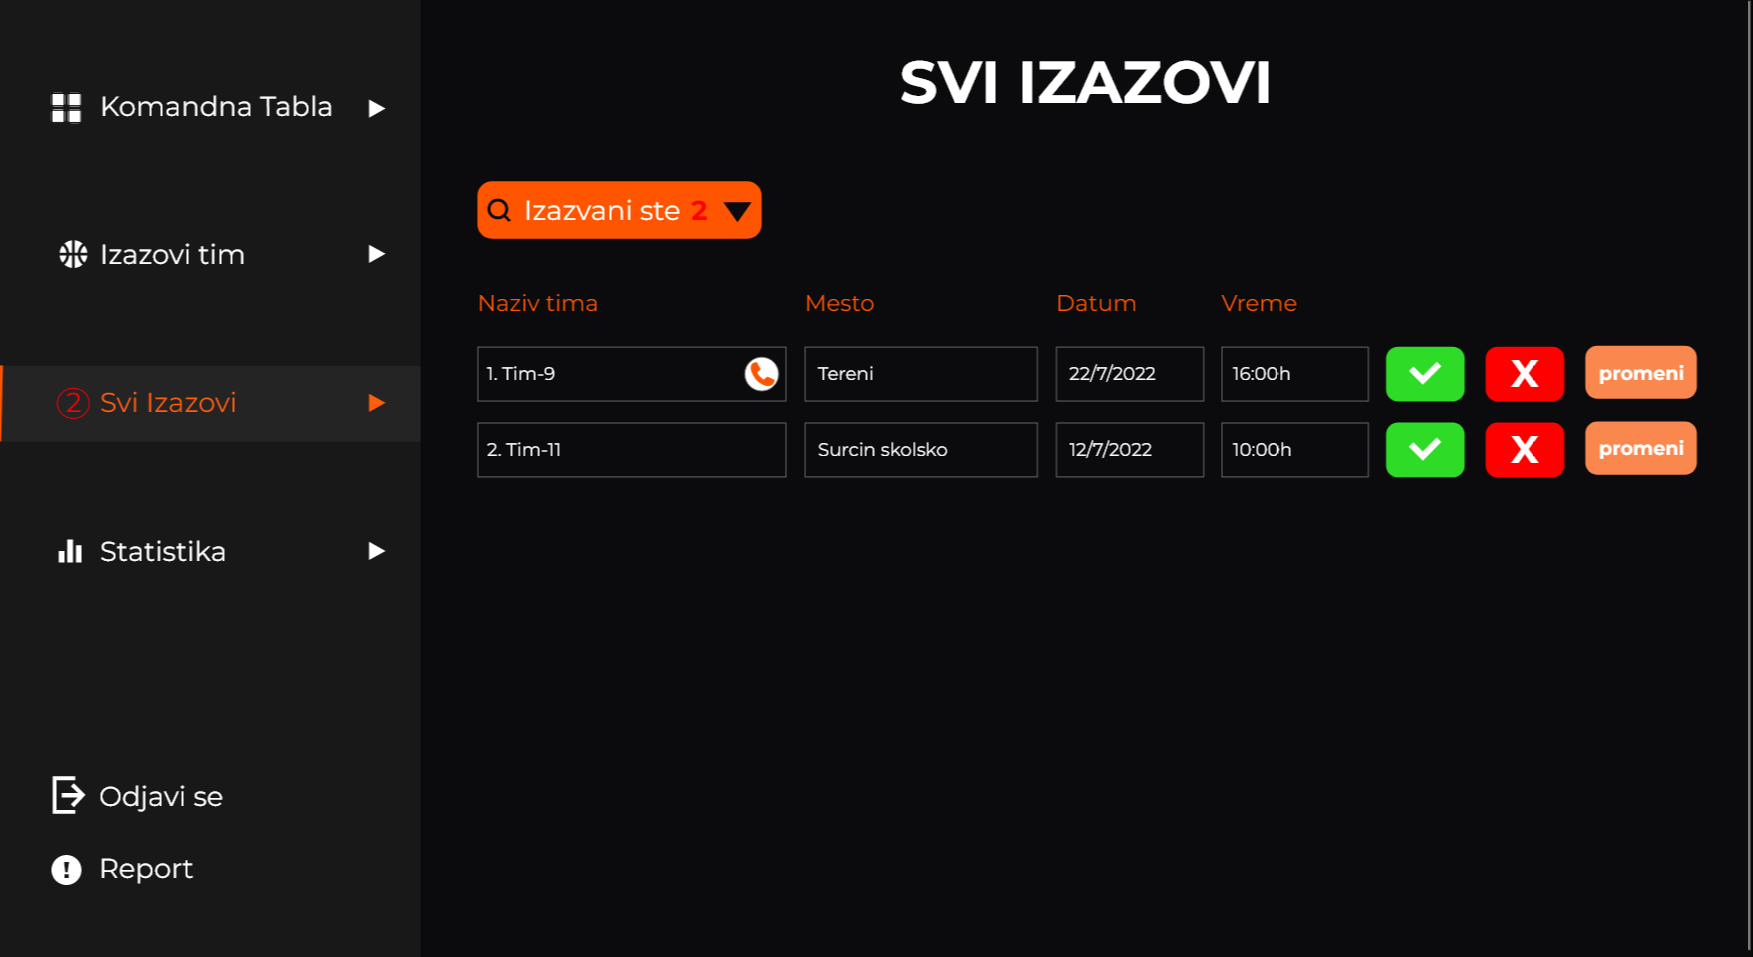 Komandna Tabla
Izazovi tim
2 Svi Izazovi
Statistika
Odjavi se
Report
SVI IZAZOVI
Izazvani ste 2
Naziv tima Mesto Datum Vreme
1. Tim-9 Tereni 22/7/2022 16:00h X promeni
2. Tim-11 Surcin skolsko 12/7/2022 10:00h X promeni